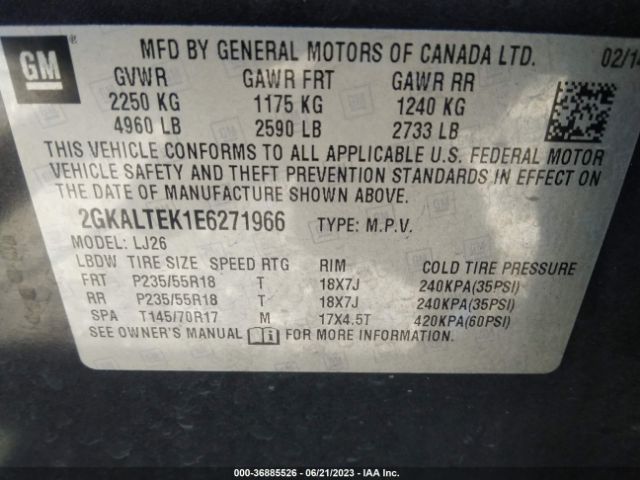 GM
MFD BY GENERAL MOTORS OF CANADA LTD. 02/14
GVWR GAWR FRT GAWR RR
2250 KG 1175 KG 1240 KG
4960 LB 2590 LB 2733 LB
THIS VEHICLE CONFORMS TO ALL APPLICABLE U.S. FEDERAL MOTOR
VEHICLE SAFETY AND THEFT PREVENTION STANDARDS IN EFFECT ON
THE DATE OF MANUFACTURE SHOWN ABOVE.
2GKALTEK1E6271966 TYPE: M.P.V.
MODEL: LJ26
LBDW TIRE SIZE SPEED RTG RIM COLD TIRE PRESSURE
FRT P235/55R18 T 18X7J 240KPA(35PSI)
RR P235/55R18 T 18X7J 240KPA(35PSI)
SPA T145/70R17 M 17X4.5T 420KPA(60PSI)
SEE OWNER'S MANUAL FOR MORE INFORMATION.
000-36885526 - 06/21/2023 - IAA Inc.